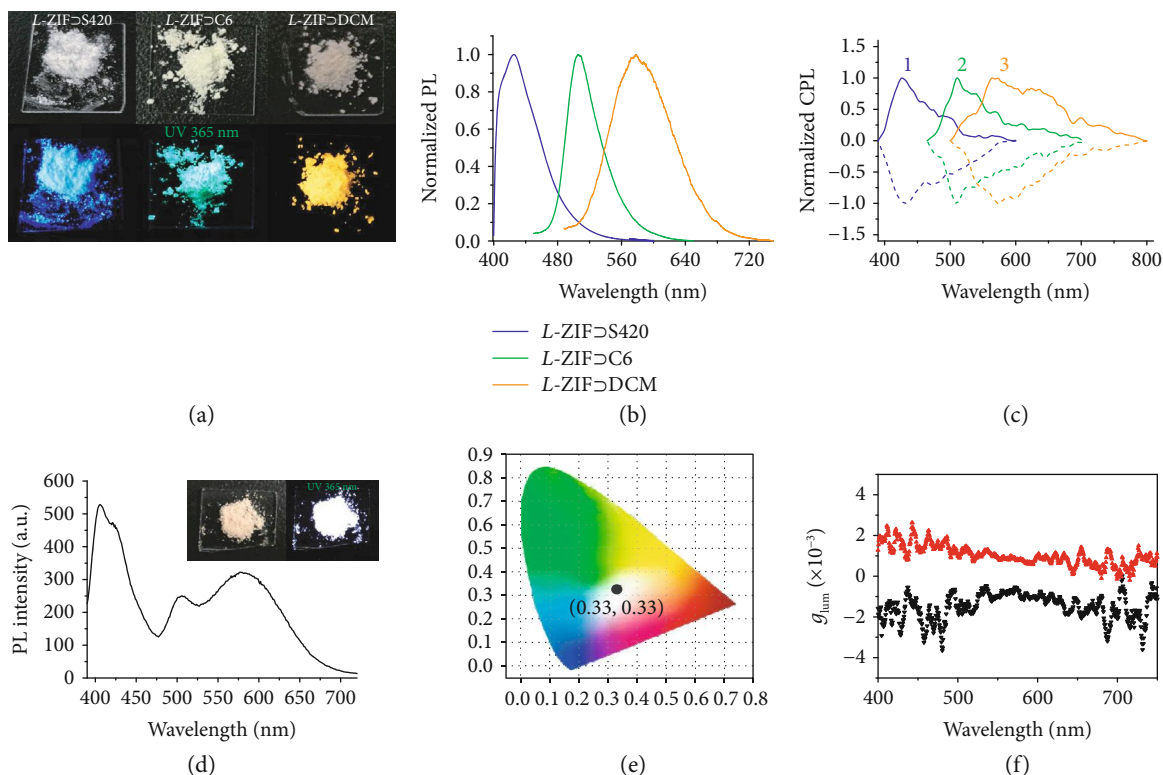 L-ZIF⊃S420 L-ZIF⊃C6 L-ZIF⊃DCM
UV 365 nm
(a)
Normalized PL
1.0
0.8
0.6
0.4
0.2
0.0
400 480 560 640 720
Wavelength (nm)
L-ZIF⊃S420
L-ZIF⊃C6
L-ZIF⊃DCM
(b)
Normalized CPL
1.5
1.0
0.5
0.0
−0.5
−1.0
−1.5
1 2 3
400 500 600 700 800
Wavelength (nm)
(c)
PL intensity (a.u.)
600
500
400
300
200
100
0
UV 365 nm
400 450 500 550 600 650 700
Wavelength (nm)
(d)
0.9
0.8
0.7
0.6
0.5
0.4
0.3
0.2
0.1
0.0
(0.33, 0.33)
0.0 0.1 0.2 0.3 0.4 0.5 0.6 0.7 0.8
(e)
glum (×10−3)
4
2
0
−2
−4
400 500 600 700
Wavelength (nm)
(f)